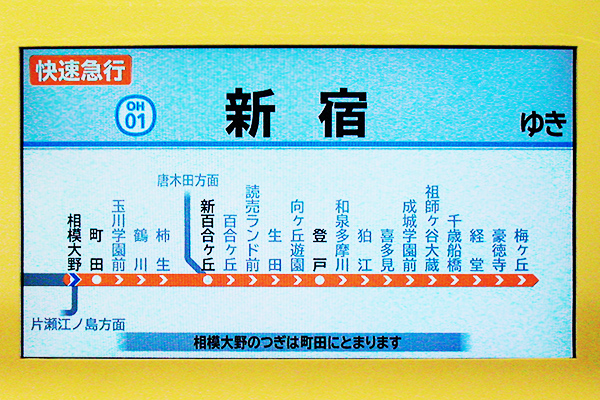 快速急行
OH
01
新宿
ゆき
唐木田方面
相模大野
町田
玉川学園前
鶴川
柿生
新百合ヶ丘
百合ヶ丘
読売ランド前
生田
向ヶ丘遊園
登戸
和泉多摩川
狛江
喜多見
成城学園前
祖師ヶ谷大蔵
千歳船橋
経堂
豪徳寺
梅ヶ丘
片瀬江ノ島方面
相模大野のつぎは町田にとまります